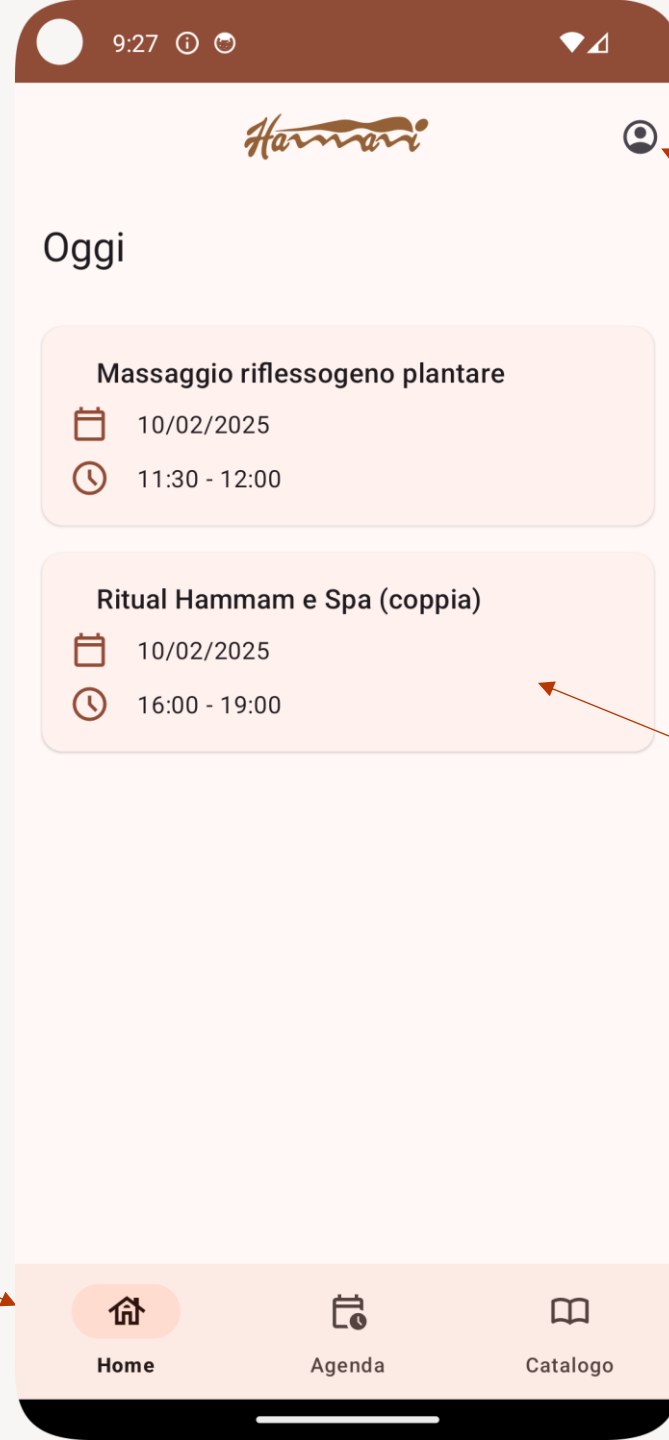 9:27
Hammam
Oggi
Massaggio riflessogeno plantare
10/02/2025
11:30 - 12:00
Ritual Hammam e Spa (coppia)
10/02/2025
16:00 - 19:00
Home
Agenda
Catalogo